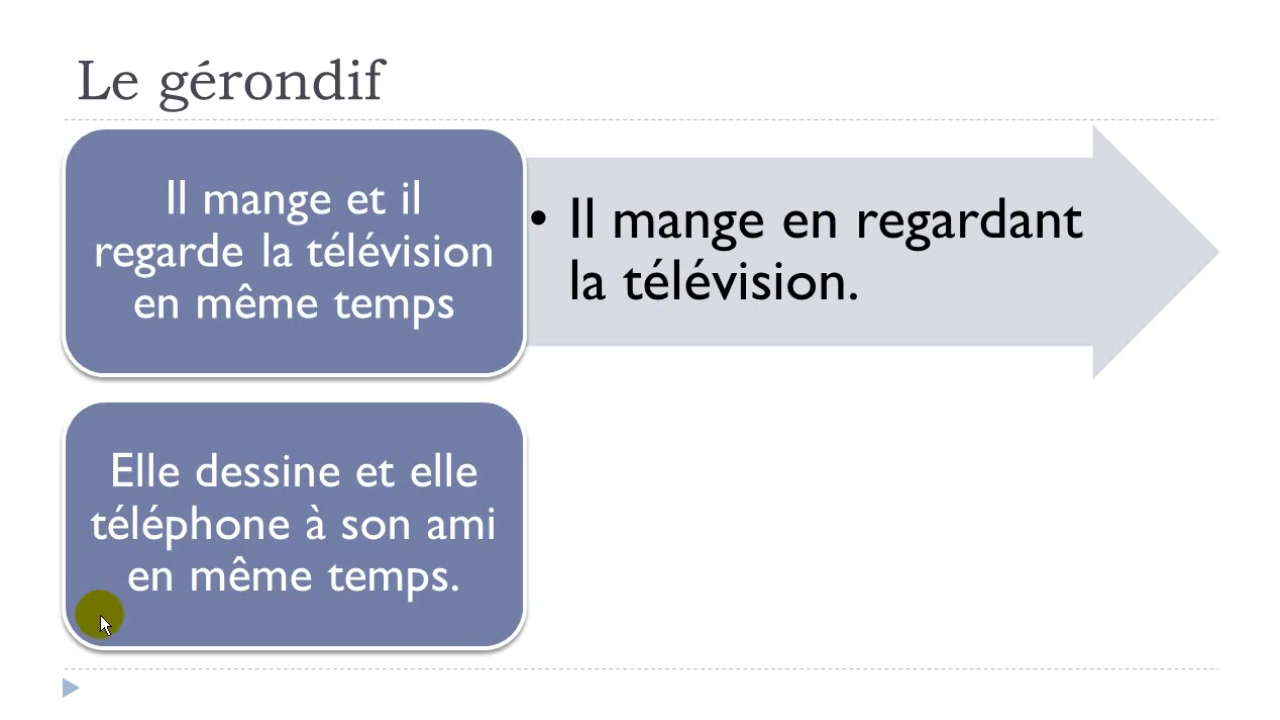 Le gérondif
Il mange et il
regarde la télévision
en même temps
• Il mange en regardant
la télévision.
Elle dessine et elle
téléphone à son ami
en même temps.